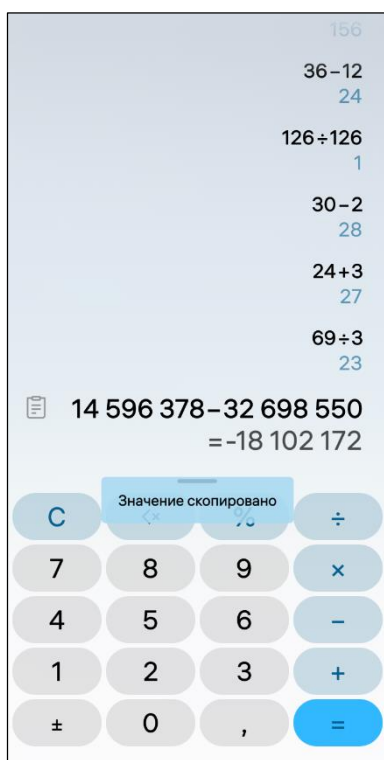 156
36–12
24
126÷126
1
30–2
28
24+3
27
69÷3
23
14 596 378–32 698 550
=-18 102 172
Значение скопировано
C % ÷
7 8 9 ×
4 5 6 –
1 2 3 +
± 0 , =